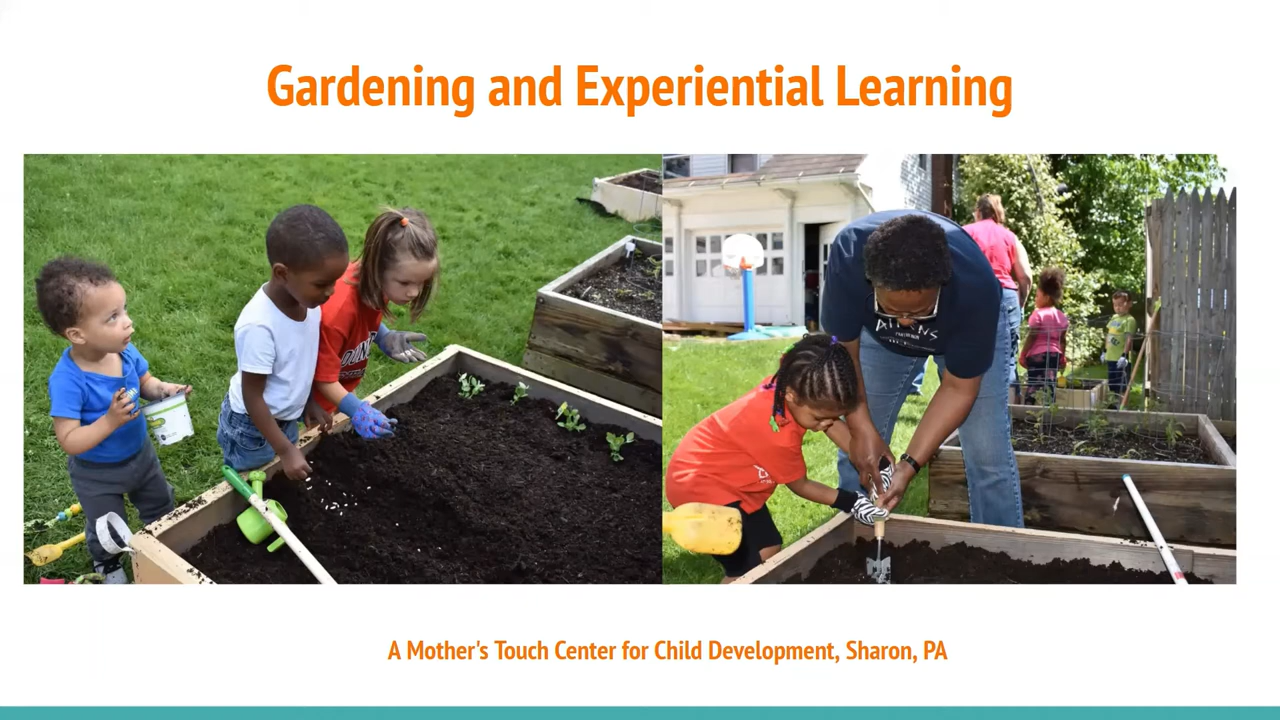 Gardening and Experiential Learning
A Mother's Touch Center for Child Development, Sharon, PA